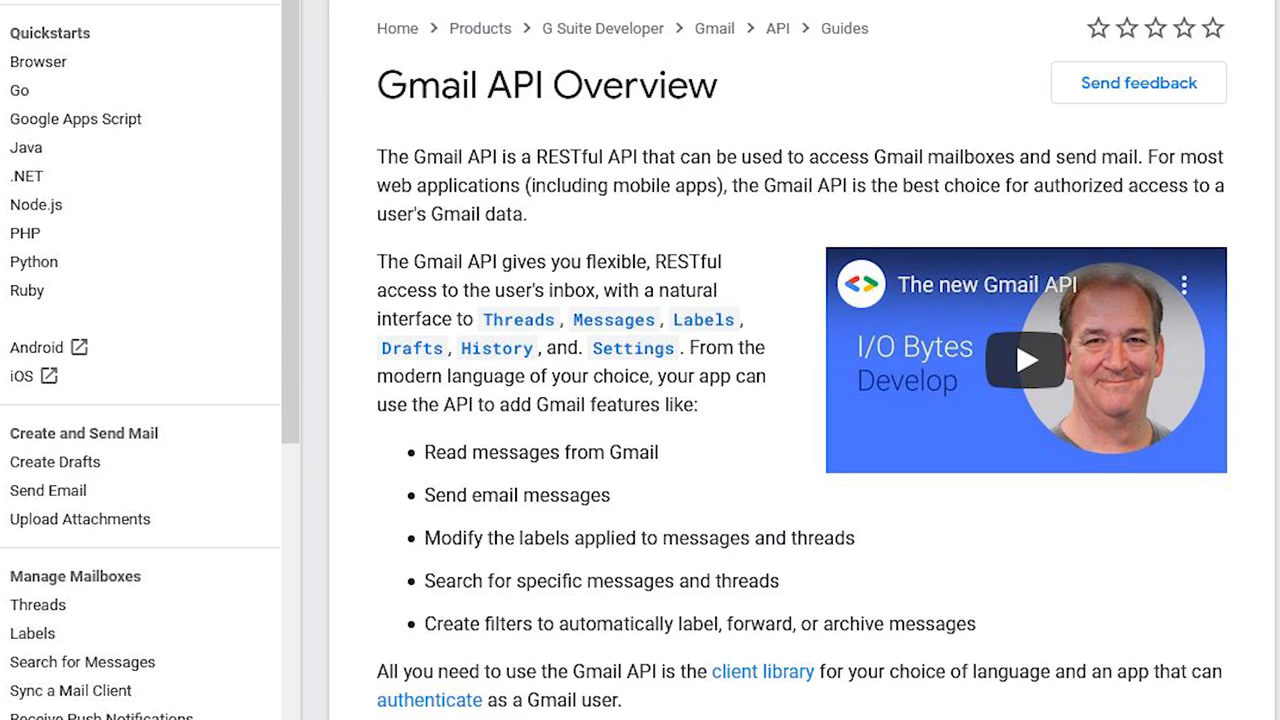 Quickstarts
Browser
Go
Google Apps Script
Java
.NET
Node.js
PHP
Python
Ruby
Android
iOS
Create and Send Mail
Create Drafts
Send Email
Upload Attachments
Manage Mailboxes
Threads
Labels
Search for Messages
Sync a Mail Client
Receive Push Notifications
Home > Products > G Suite Developer > Gmail > API > Guides
Gmail API Overview
Send feedback
The Gmail API is a RESTful API that can be used to access Gmail mailboxes and send mail. For most
web applications (including mobile apps), the Gmail API is the best choice for authorized access to a
user's Gmail data.
The Gmail API gives you flexible, RESTful
access to the user's inbox, with a natural
interface to Threads, Messages, Labels,
Drafts, History, and. Settings. From the
modern language of your choice, your app can
use the API to add Gmail features like:
The new Gmail API
I/O Bytes
Develop
• Read messages from Gmail
• Send email messages
• Modify the labels applied to messages and threads
• Search for specific messages and threads
• Create filters to automatically label, forward, or archive messages
All you need to use the Gmail API is the client library for your choice of language and an app that can
authenticate as a Gmail user.